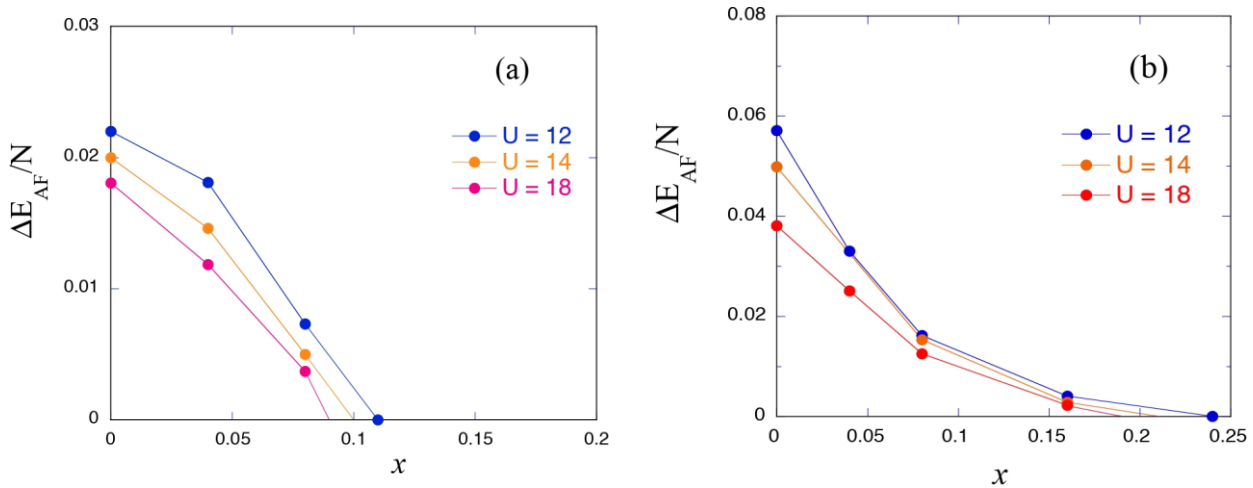 (a)
U = 12
U = 14
U = 18
ΔE_AF/N
0.03
0.02
0.01
0
0
0.05
0.1
0.15
0.2
x
(b)
U = 12
U = 14
U = 18
ΔE_AF/N
0.08
0.06
0.04
0.02
0
0
0.05
0.1
0.15
0.2
0.25
x